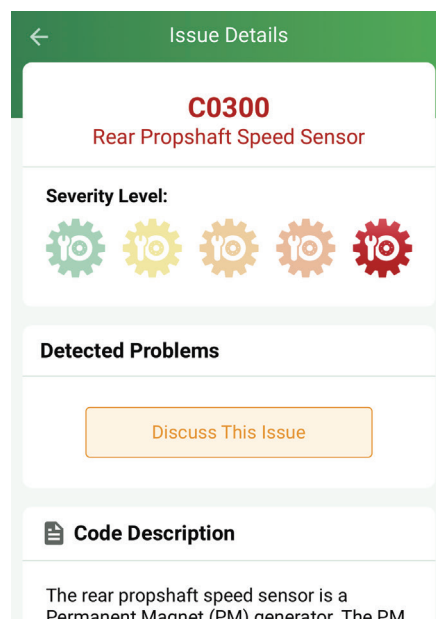 Issue Details
C0300
Rear Propshaft Speed Sensor
Severity Level:
Detected Problems
Discuss This Issue
Code Description
The rear propshaft speed sensor is a
Permanent Magnet (PM) generator. The PM